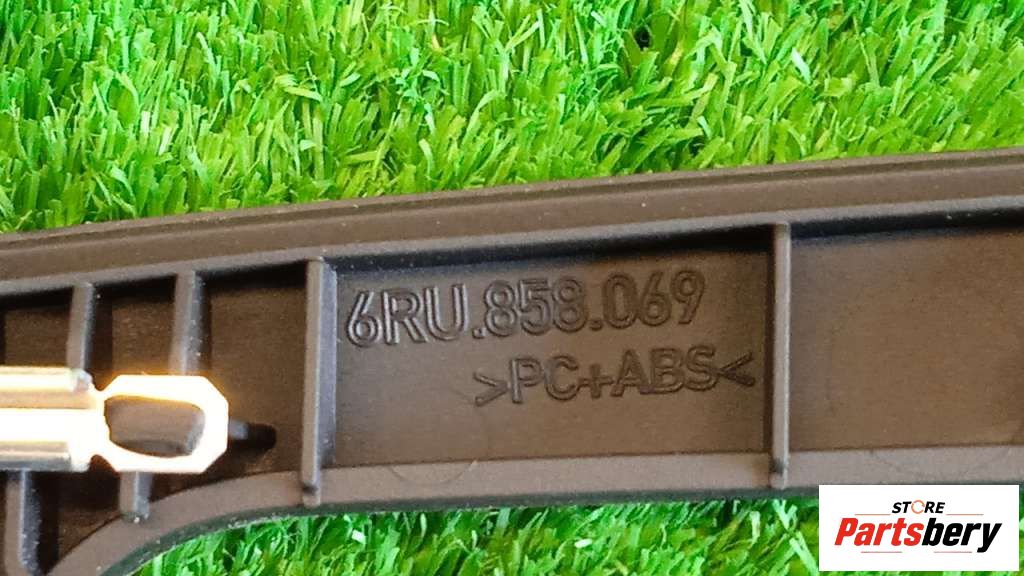 6RU.858.069
>PC+ABS<
STORE
Partsbery